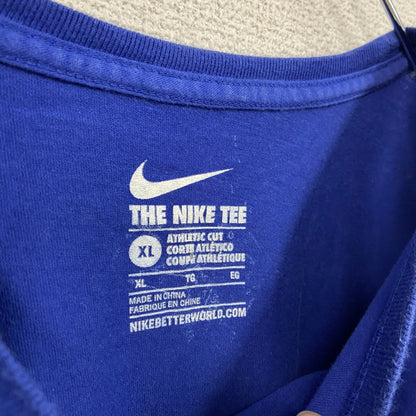 THE NIKE TEE
XL
ATHLETIC CUT
CORTE ATLÉTICO
COUPE ATHLÉTIQUE
XL TG EG
MADE IN CHINA
FABRIQUÉ EN CHINE
NIKEBETTERWORLD.COM